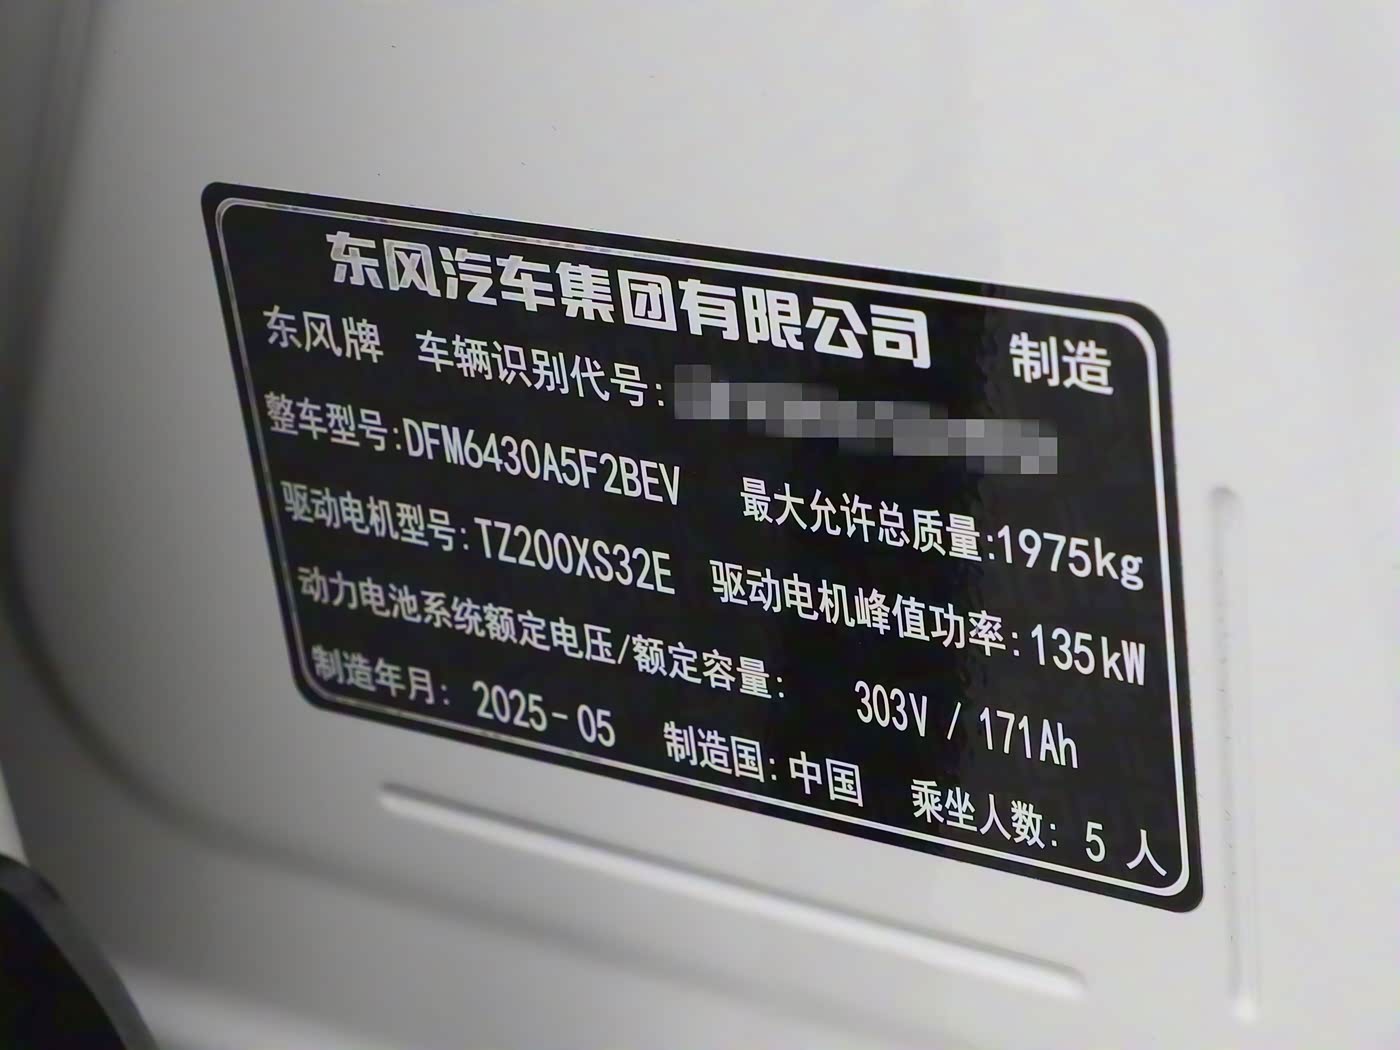 东风汽车集团有限公司 制造
东风牌 车辆识别代号:
整车型号:DFM6430A5F2BEV 最大允许总质量:1975kg
驱动电机型号:TZ200XS32E 驱动电机峰值功率:135kW
动力电池系统额定电压/额定容量: 303V / 171Ah
制造年月: 2025-05 制造国:中国 乘坐人数: 5 人